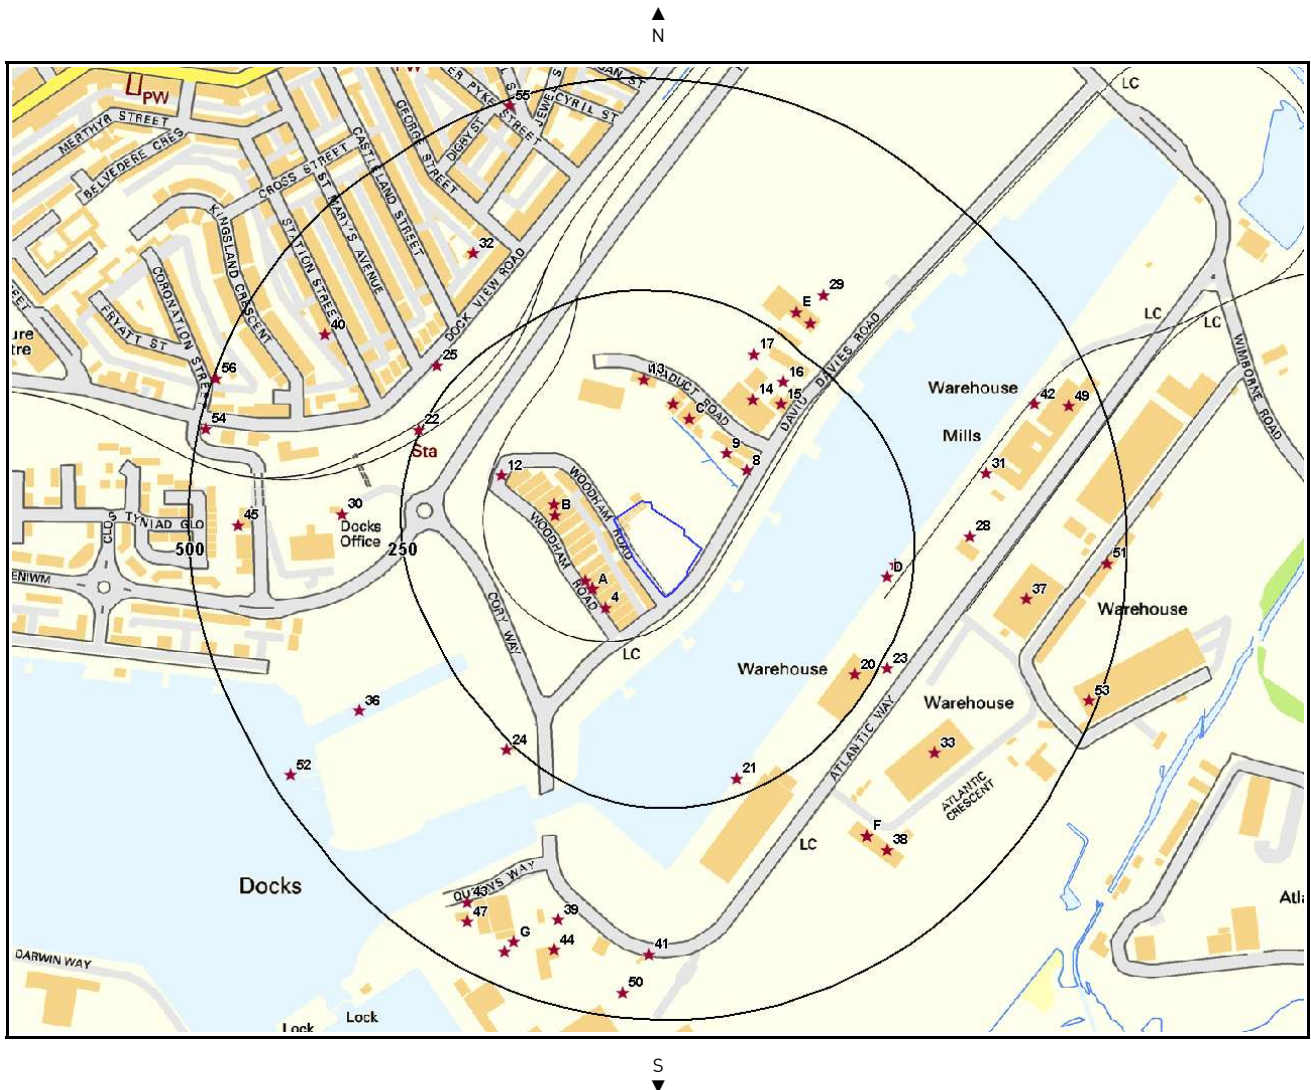 N
LC
PW
MERTHYR STREET
BELVEDERE CRES
CROSS STREET
KINGSLAND CRESCENT
STATION STREET
ST MARY'S AVENUE
CASTLELAND STREET
GEORGE STREET
DIGBY ST
STREET
CYRIL ST
55
32
DOCK VIEW ROAD
CORONATION STREET
FRYATT ST
40
56
54
25
22
Sta
29
E
17
16
14
15
13
VIADUCT ROAD
C
DAVIES ROAD
9
8
12
B
WOODHAM ROAD
WOODHAM ROAD
A
4
LC
LC
WIMBORNE ROAD
Warehouse
42
49
Mills
31
28
D
51
37
Warehouse
30
Docks
Office
45
TYNIAD GLO
500
250
CORY WAY
LC
Warehouse
20
23
Warehouse
53
36
52
24
21
33
ATLANTIC WAY
ATLANTIC
CRESCENT
F
38
LC
Docks
QUEENS WAY
43
47
39
G
44
41
50
DARWIN WAY
Lock
Lock
Atla
S